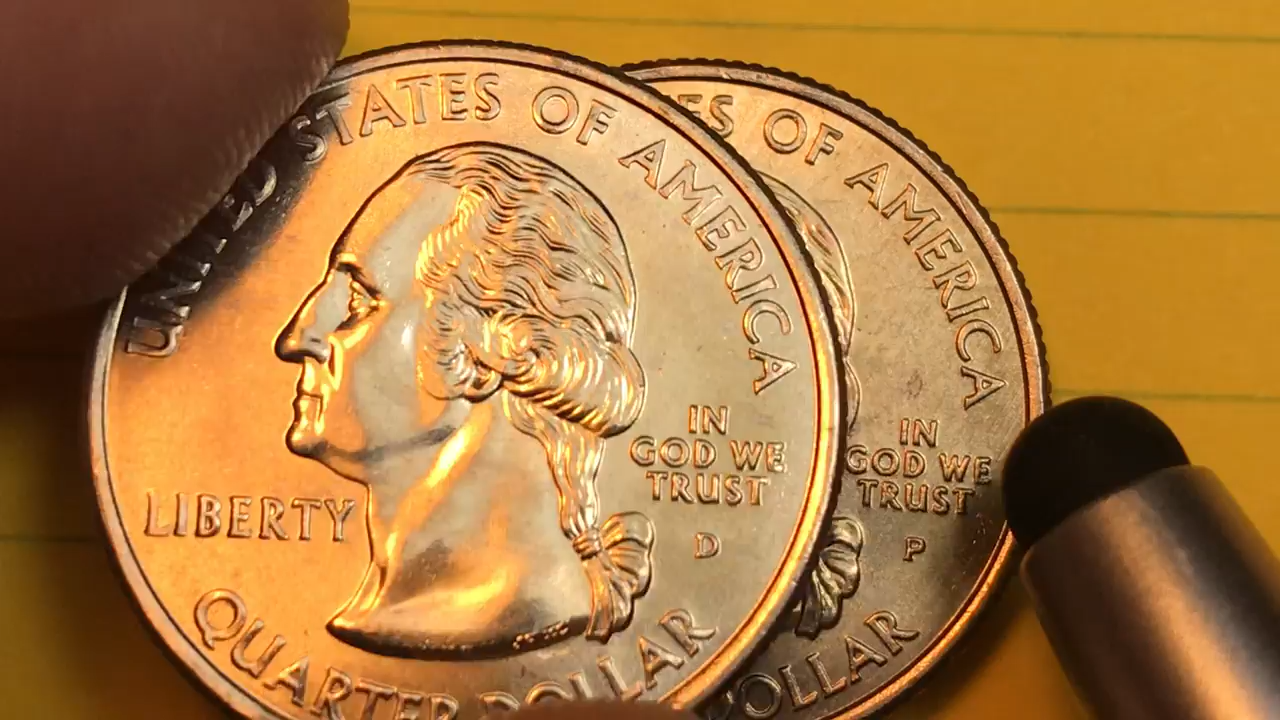 UNITED STATES OF AMERICA
LIBERTY
IN
GOD WE
TRUST
D
QUARTER DOLLAR
ES OF AMERICA
IN
GOD WE
TRUST
P
DOLLAR